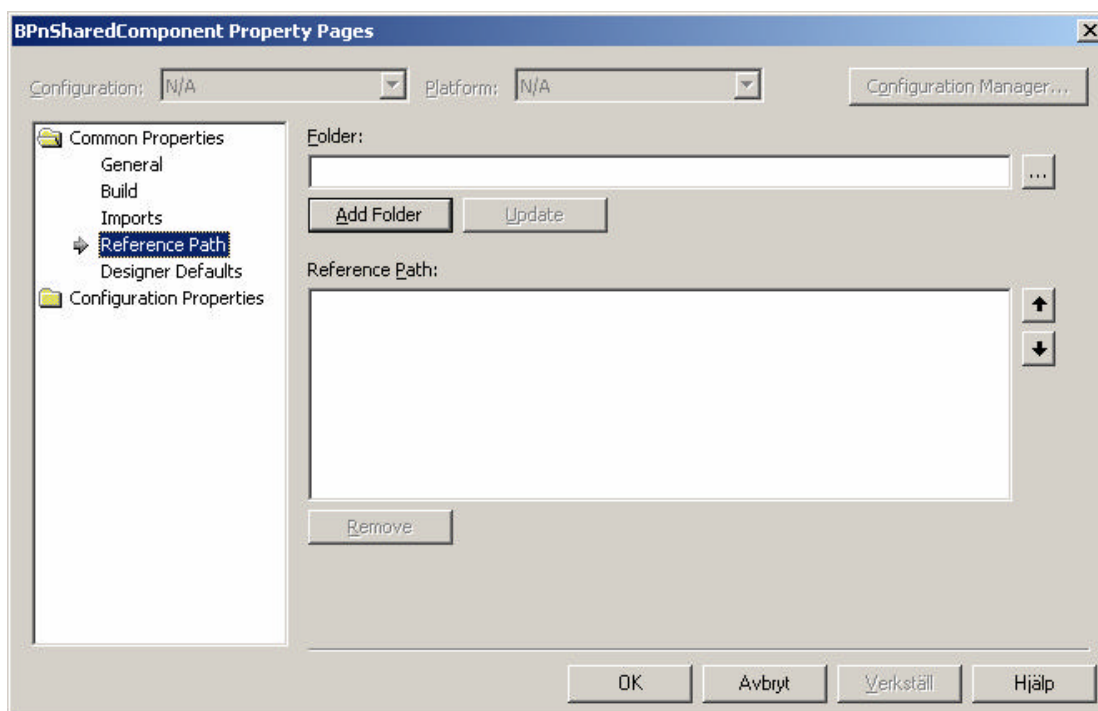 BPnSharedComponent Property Pages
Configuration: N/A Platform: N/A Configuration Manager...
Common Properties
General
Build
Imports
Reference Path
Designer Defaults
Configuration Properties
Folder:
...
Add Folder Update
Reference Path:
Remove
OK Avbryt Verkställ Hjälp